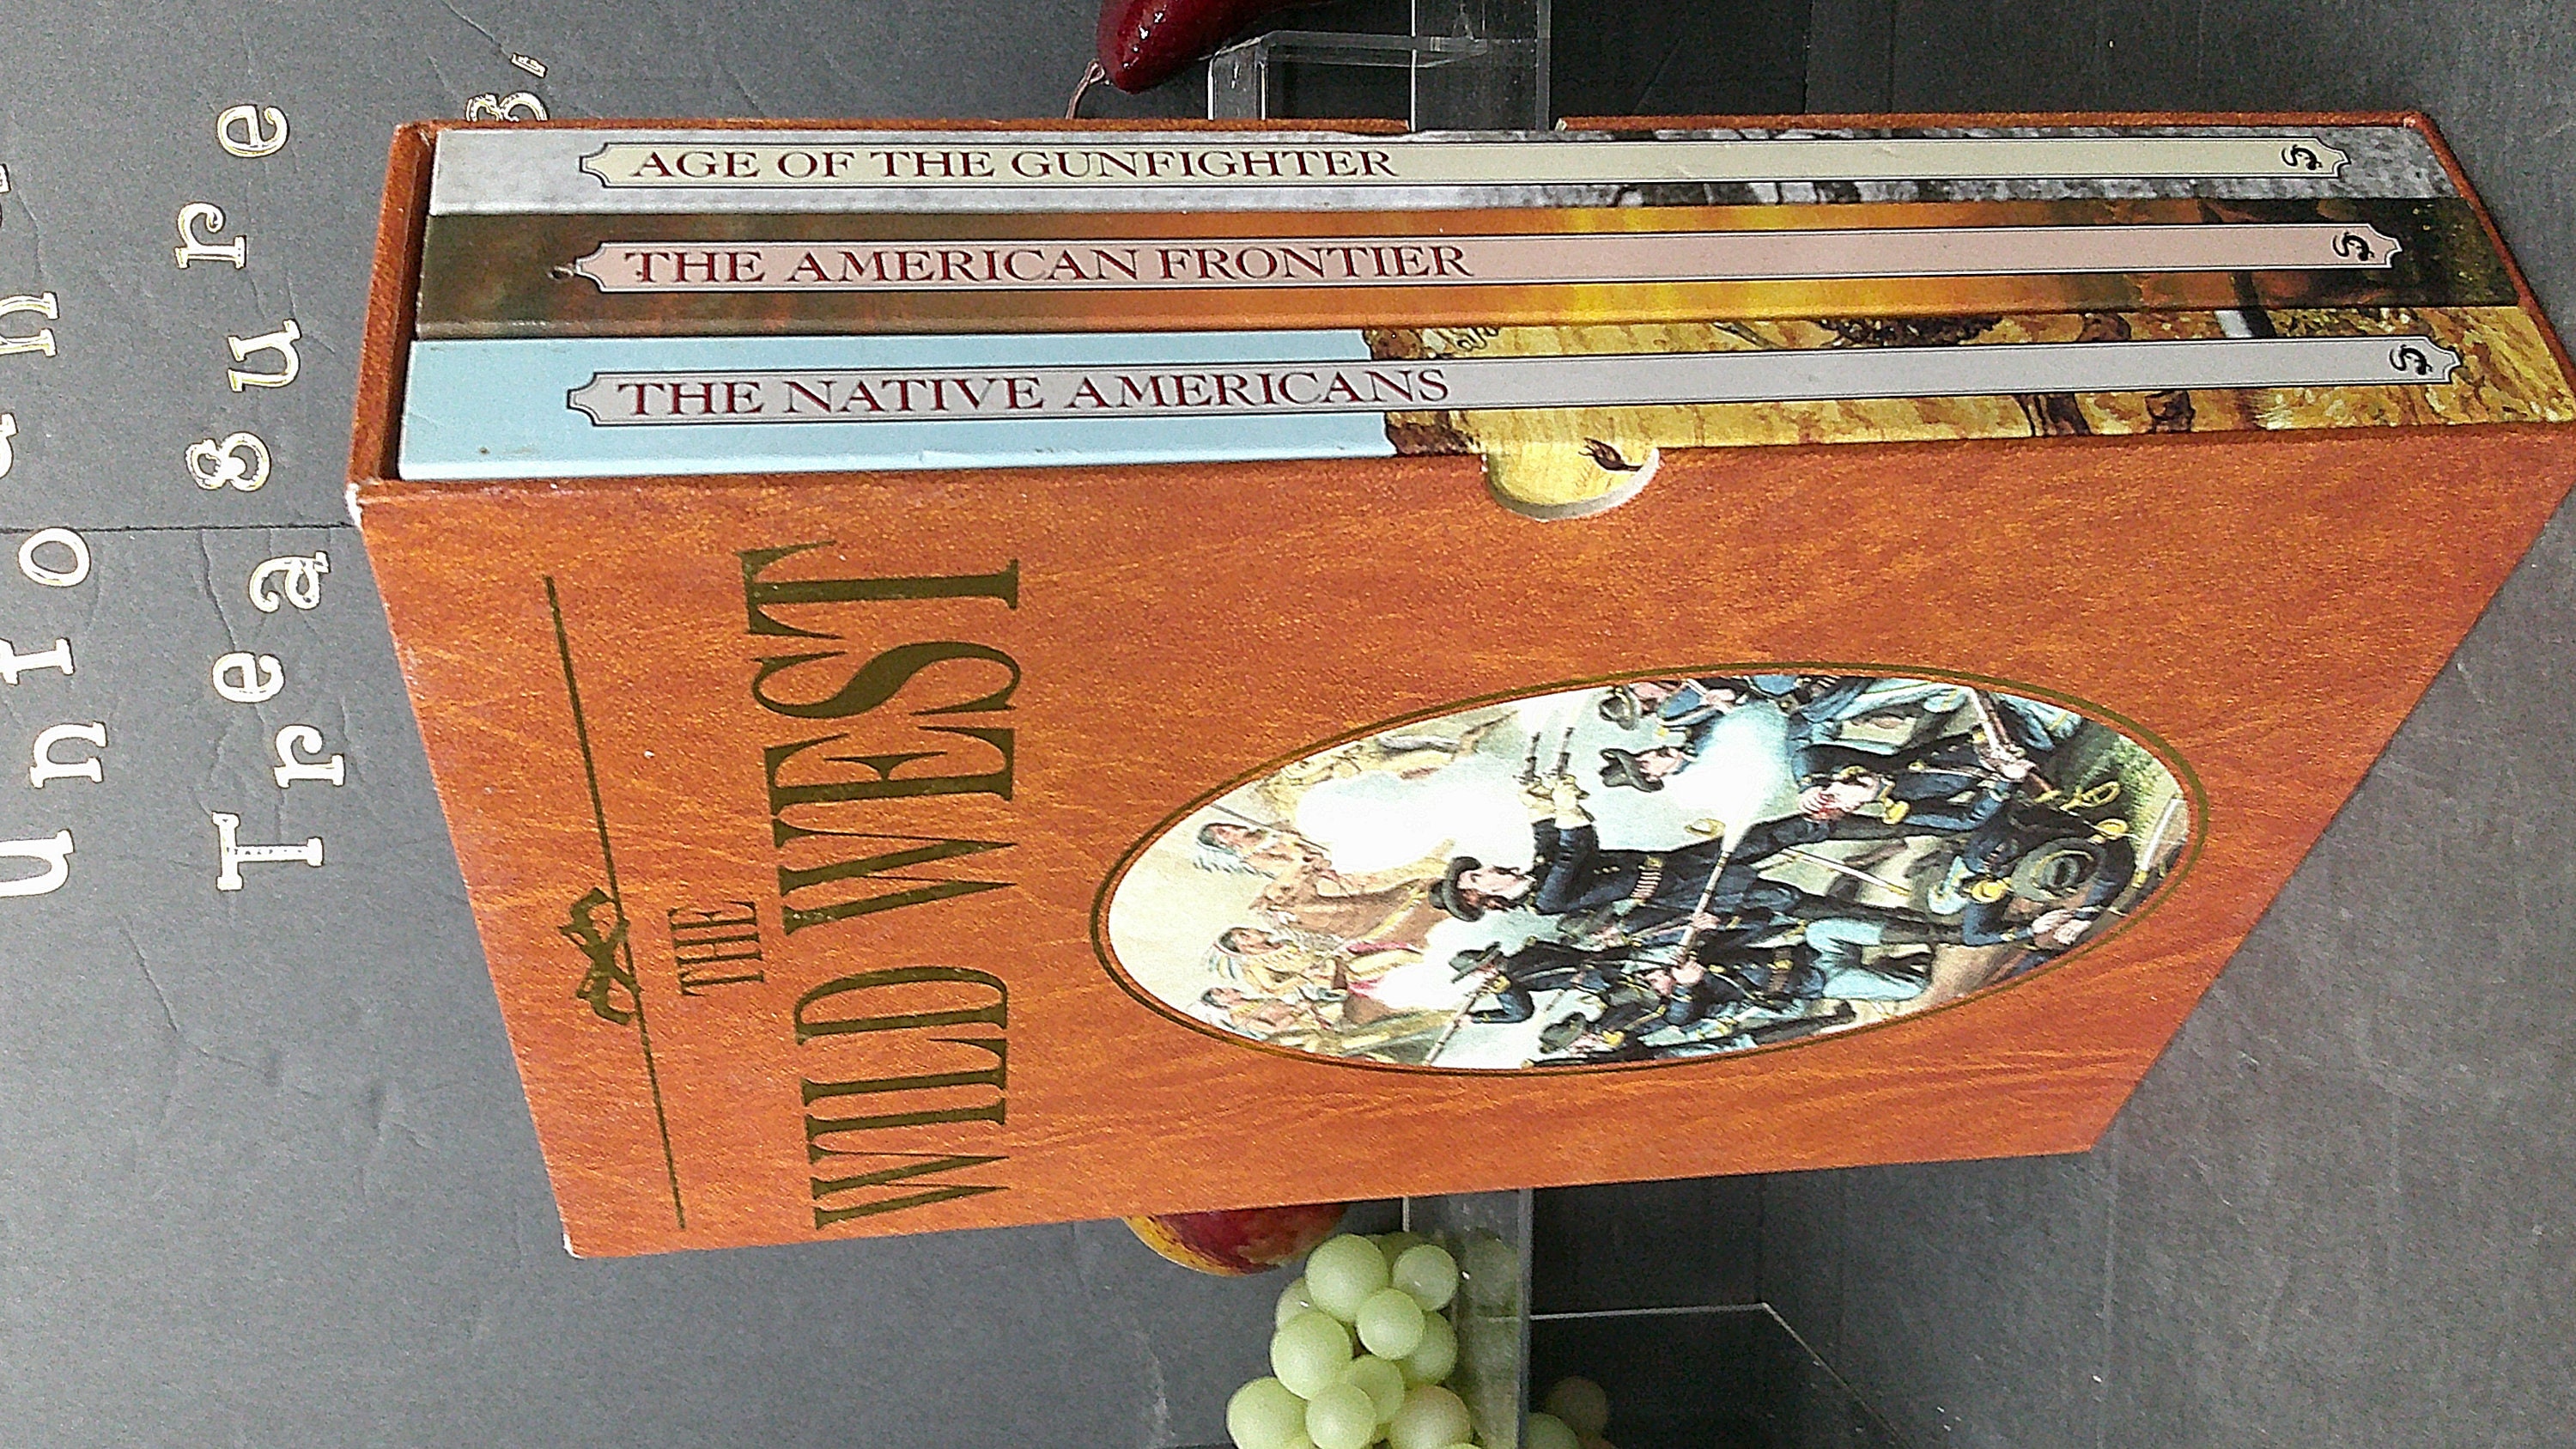 AGE OF THE GUNFIGHTER
THE AMERICAN FRONTIER
THE NATIVE AMERICANS
THE
WILD WEST
Treasure